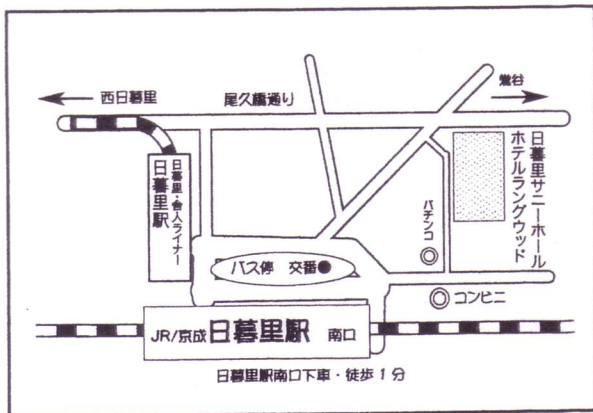 西日暮里
尾久橋通り
鶯谷
日暮里・舎人ライナー
日暮里駅
日暮里サニーホール
ホテルラングウッド
パチンコ
バス停 交番
コンビニ
JR/京成日暮里駅 南口
日暮里駅南口下車・徒歩1分